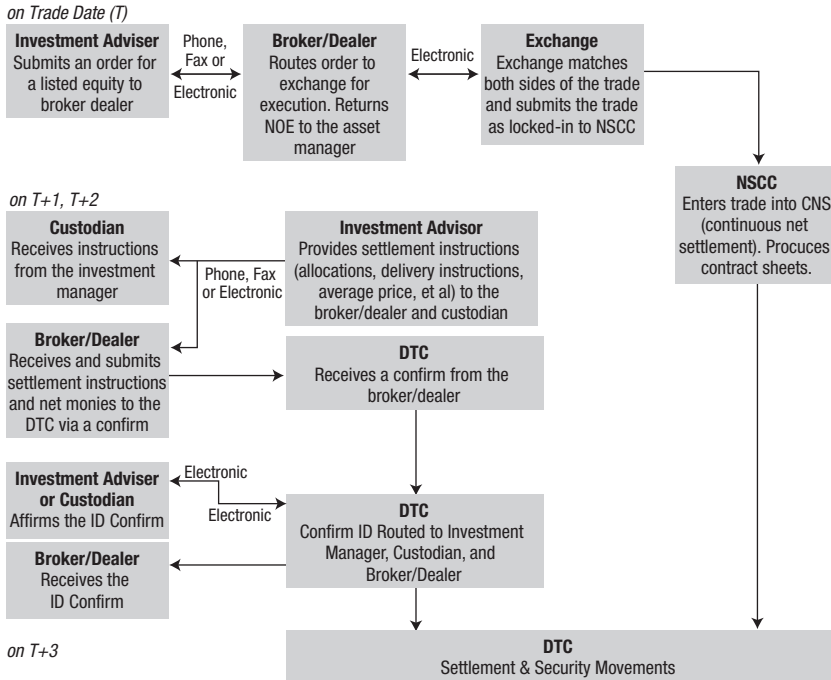 on Trade Date (T)
Investment Adviser
Submits an order for
a listed equity to
broker dealer
Phone,
Fax or
Electronic
Broker/Dealer
Routes order to
exchange for
execution. Returns
NOE to the asset
manager
Electronic
Exchange
Exchange matches
both sides of the trade
and submits the trade
as locked-in to NSCC
NSCC
Enters trade into CNS
(continuous net
settlement). Procuces
contract sheets.
on T+1, T+2
Custodian
Receives instructions
from the investment
manager
Phone, Fax
or Electronic
Investment Advisor
Provides settlement instructions
(allocations, delivery instructions,
average price, et al) to the
broker/dealer and custodian
Broker/Dealer
Receives and submits
settlement instructions
and net monies to the
DTC via a confirm
DTC
Receives a confirm from the
broker/dealer
Investment Adviser
or Custodian
Affirms the ID Confirm
Electronic
Electronic
DTC
Confirm ID Routed to Investment
Manager, Custodian, and
Broker/Dealer
Broker/Dealer
Receives the
ID Confirm
on T+3
DTC
Settlement & Security Movements